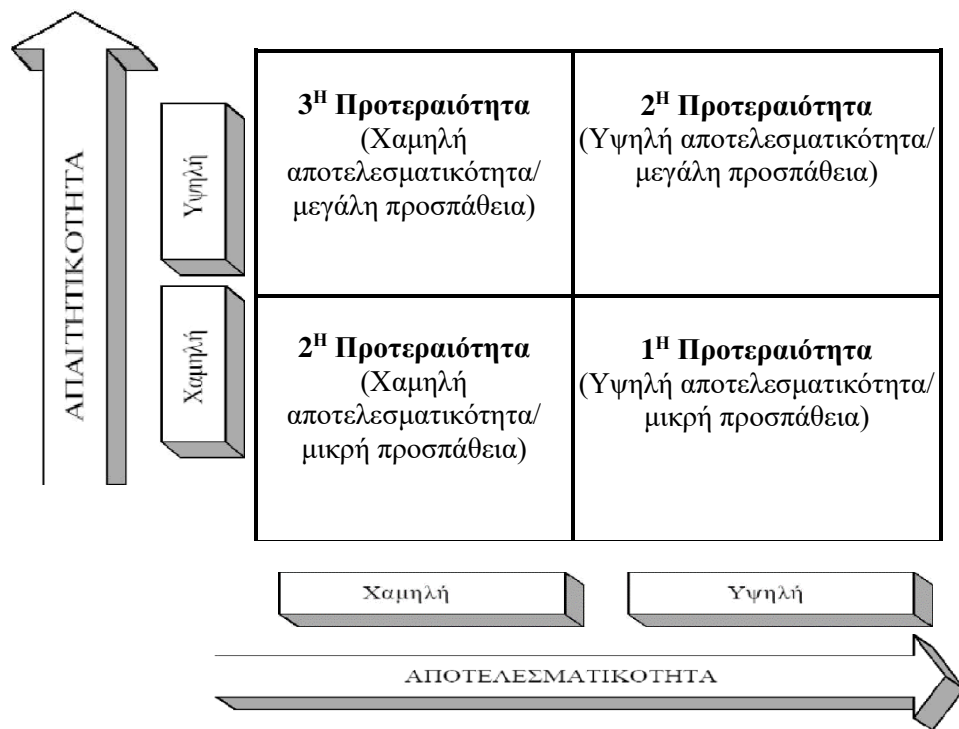 ΑΠΑΙΤΗΤΙΚΟΤΗΤΑ
Υψηλή
Χαμηλή
3Η Προτεραιότητα
(Χαμηλή
αποτελεσματικότητα/
μεγάλη προσπάθεια)
2Η Προτεραιότητα
(Υψηλή αποτελεσματικότητα/
μεγάλη προσπάθεια)
2Η Προτεραιότητα
(Χαμηλή
αποτελεσματικότητα/
μικρή προσπάθεια)
1Η Προτεραιότητα
(Υψηλή αποτελεσματικότητα/
μικρή προσπάθεια)
Χαμηλή
Υψηλή
ΑΠΟΤΕΛΕΣΜΑΤΙΚΟΤΗΤΑ